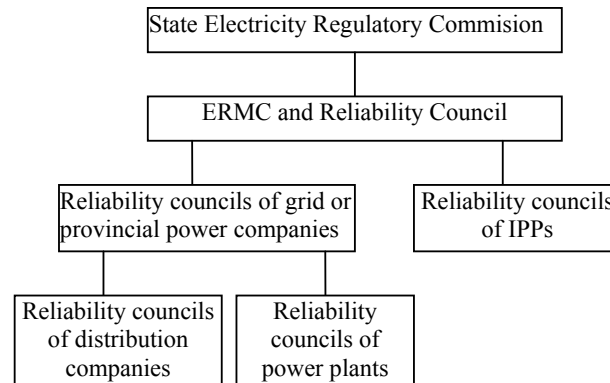 State Electricity Regulatory Commision
ERMC and Reliability Council
Reliability councils of grid or
provincial power companies
Reliability councils
of IPPs
Reliability councils
of distribution
companies
Reliability
councils of
power plants